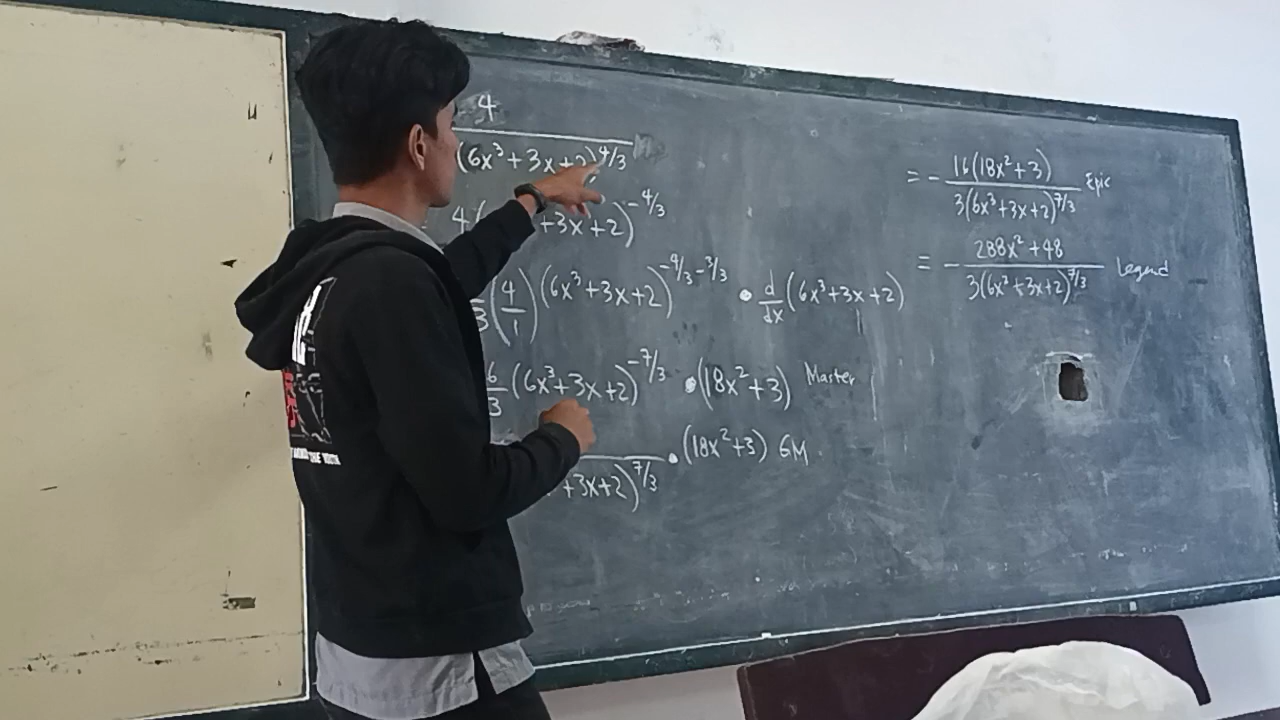 4
(6x³+3x+2)^4/3
4( +3x+2)^-4/3
3(4/1)(6x³+3x+2)^-4/3-3/3 • d/dx(6x³+3x+2)
6/3(6x³+3x+2)^-7/3 •(18x²+3) Master
+3x+2)^7/3 •(18x²+3) GM
= - 16(18x²+3) / 3(6x³+3x+2)^7/3 Epic
= - 288x²+48 / 3(6x³+3x+2)^7/3 Legend